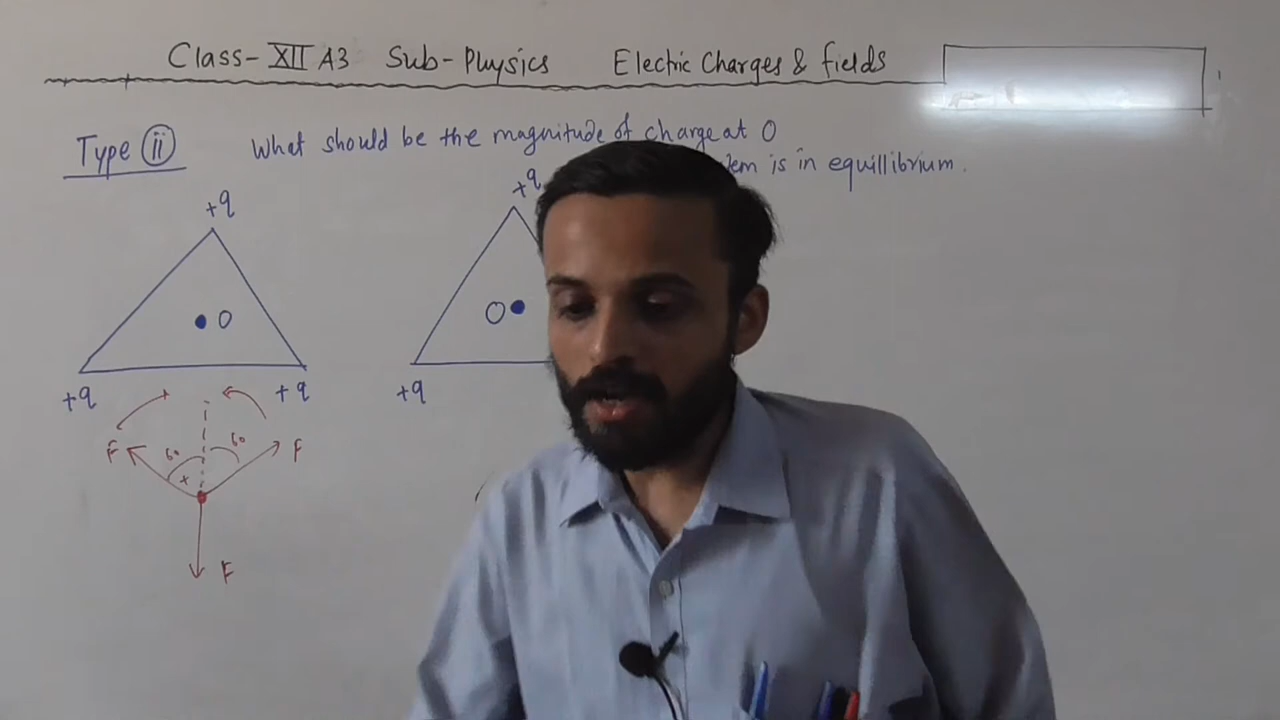 Class- XII A3 Sub- Physics Electric Charges & fields
Type ii What should be the magnitude of charge at O
is in equillibrium.
+q
+q
O
O
+q
+q
+q
F
60
60
F
x
F